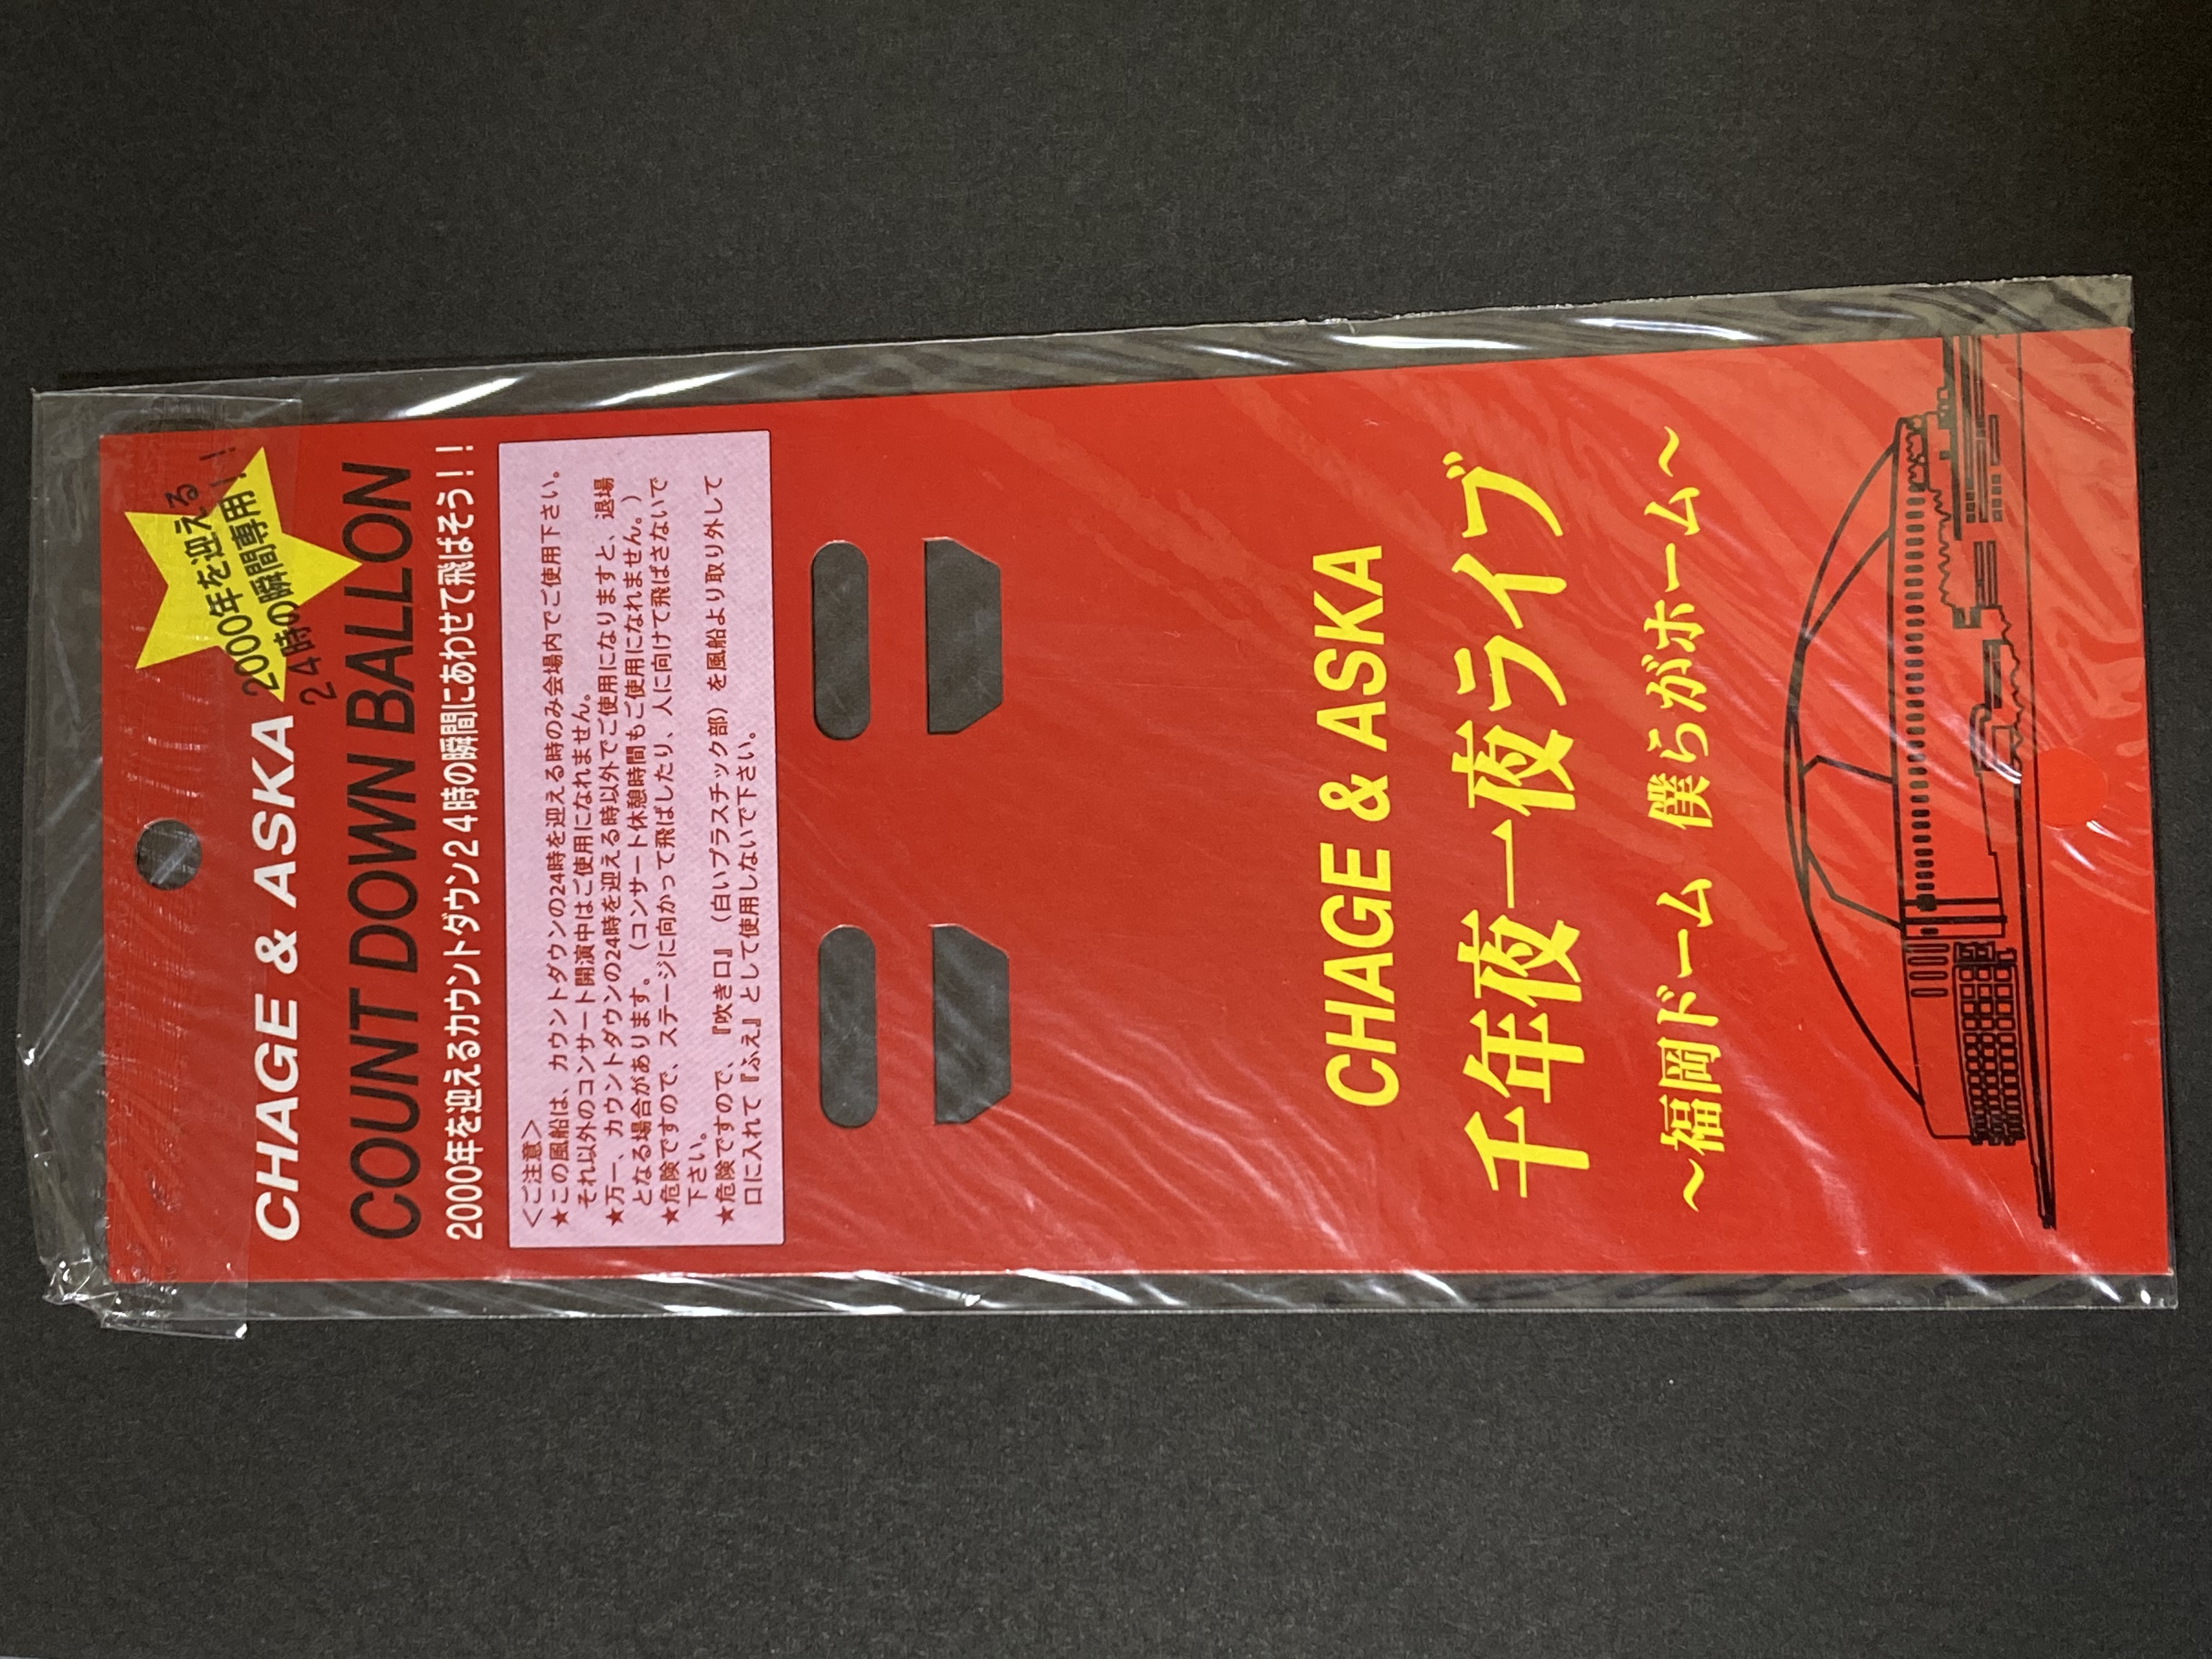 2000年を迎える
24時の瞬間専用！！
CHAGE & ASKA
COUNT DOWN BALLON
2000年を迎えるカウントダウン24時の瞬間にあわせて飛ばそう！！
＜ご注意＞
★この風船は、カウントダウンの24時を迎える時のみ会場内でご使用下さい。
それ以外のコンサート開演中はご使用になれません。
★万一、カウントダウンの24時を迎える時以外でご使用になりますと、退場
となる場合があります。（コンサート休憩時間もご使用になれません。）
★危険ですので、ステージに向かって飛ばしたり、人に向けて飛ばさないで
下さい。
★危険ですので、『吹き口』（白いプラスチック部）を風船より取り外して
口に入れて『ふえ』として使用しないで下さい。
CHAGE & ASKA
千年夜一夜ライブ
～福岡ドーム 僕らがホーム～